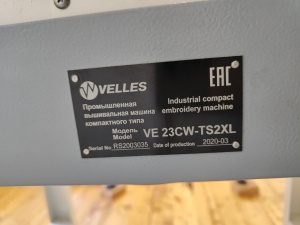 VELLES
EAC
Промышленная
вышивальная машина
компактного типа
Industrial compact
embroidery machine
Модель
Model
VE 23CW-TS2XL
Serial No RS2003035 Date of production 2020-03